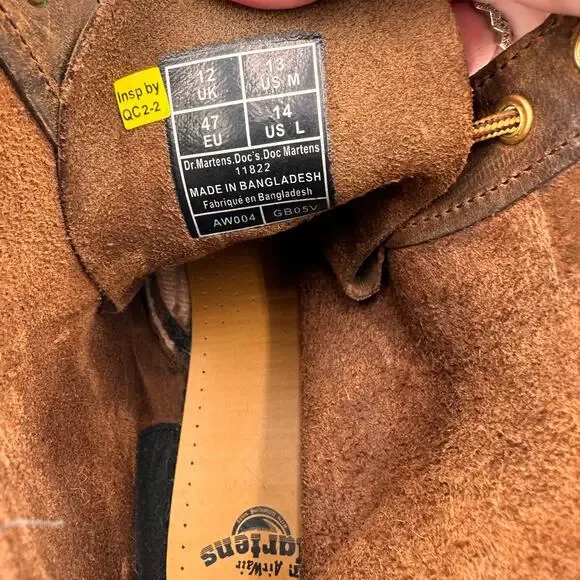 Insp by
QC2-2
12
UK
13
US M
47
EU
14
US L
Dr.Martens.Doc's.Doc Martens
11822
MADE IN BANGLADESH
Fabriqué en Bangladesh
AW004
GB05V
AirWair